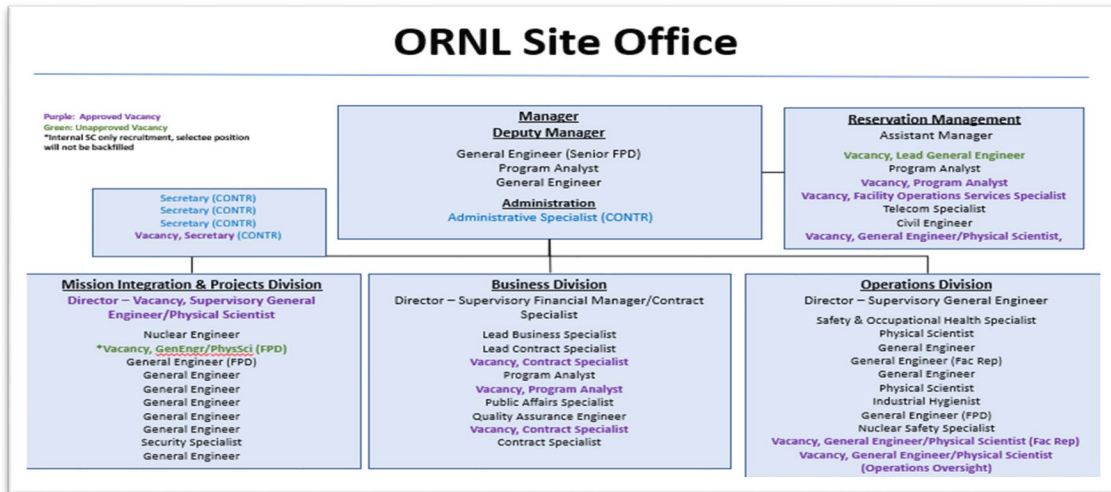 ORNL Site Office
Purple: Approved Vacancy
Green: Unapproved Vacancy
*Internal SC only recruitment, selectee position
will not be backfilled
Manager
Deputy Manager
General Engineer (Senior FPD)
Program Analyst
General Engineer
Administration
Administrative Specialist (CONTR)
Reservation Management
Assistant Manager
Vacancy, Lead General Engineer
Program Analyst
Vacancy, Program Analyst
Vacancy, Facility Operations Services Specialist
Telecom Specialist
Civil Engineer
Vacancy, General Engineer/Physical Scientist,
Secretary (CONTR)
Secretary (CONTR)
Secretary (CONTR)
Vacancy, Secretary (CONTR)
Mission Integration & Projects Division
Director – Vacancy, Supervisory General
Engineer/Physical Scientist
Nuclear Engineer
*Vacancy, GenEngr/PhysSci (FPD)
General Engineer (FPD)
General Engineer
General Engineer
General Engineer
General Engineer
General Engineer
Security Specialist
General Engineer
Business Division
Director – Supervisory Financial Manager/Contract
Specialist
Lead Business Specialist
Lead Contract Specialist
Vacancy, Contract Specialist
Program Analyst
Vacancy, Program Analyst
Public Affairs Specialist
Quality Assurance Engineer
Vacancy, Contract Specialist
Contract Specialist
Operations Division
Director – Supervisory General Engineer
Safety & Occupational Health Specialist
Physical Scientist
General Engineer
General Engineer (Fac Rep)
General Engineer
Physical Scientist
Industrial Hygienist
General Engineer (FPD)
Nuclear Safety Specialist
Vacancy, General Engineer/Physical Scientist (Fac Rep)
Vacancy, General Engineer/Physical Scientist
(Operations Oversight)